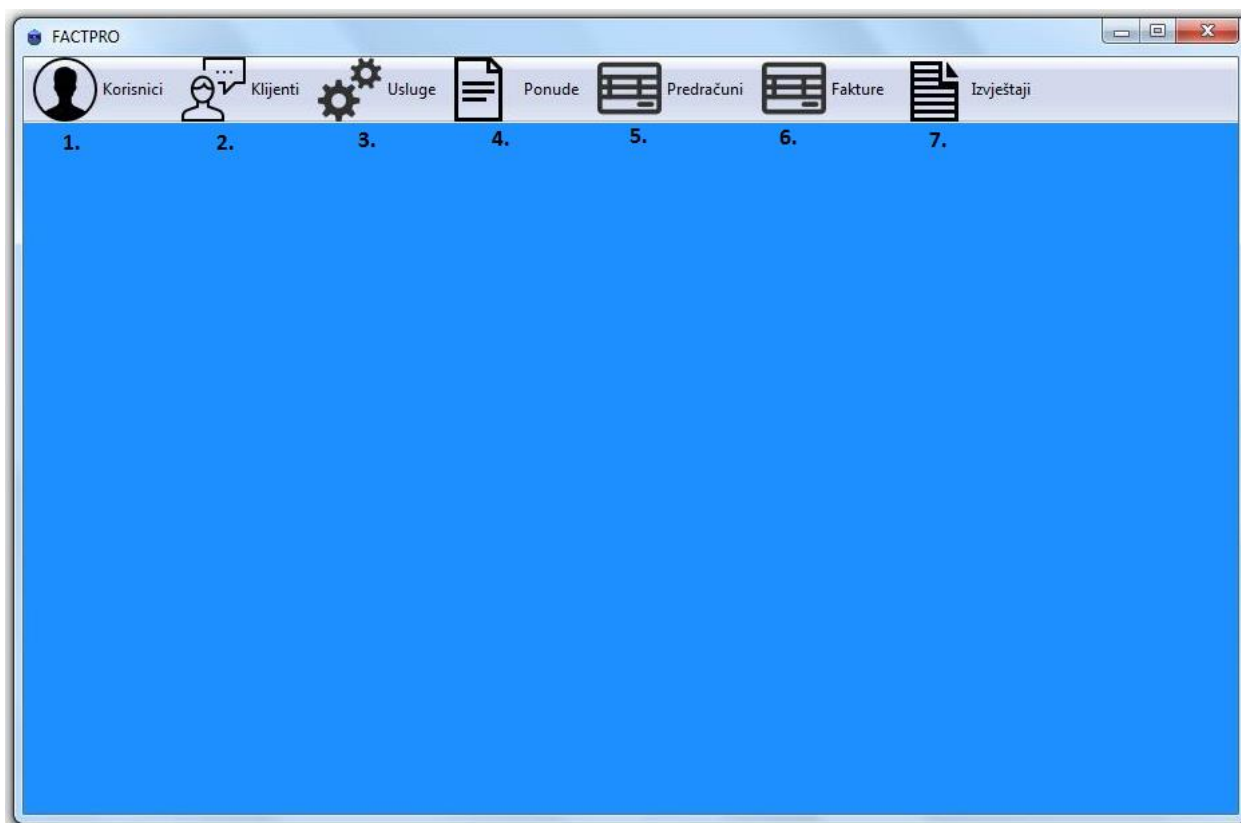 FACTPRO
Korisnici Klijenti Usluge Ponude Predračuni Fakture Izvještaji
1. 2. 3. 4. 5. 6. 7.